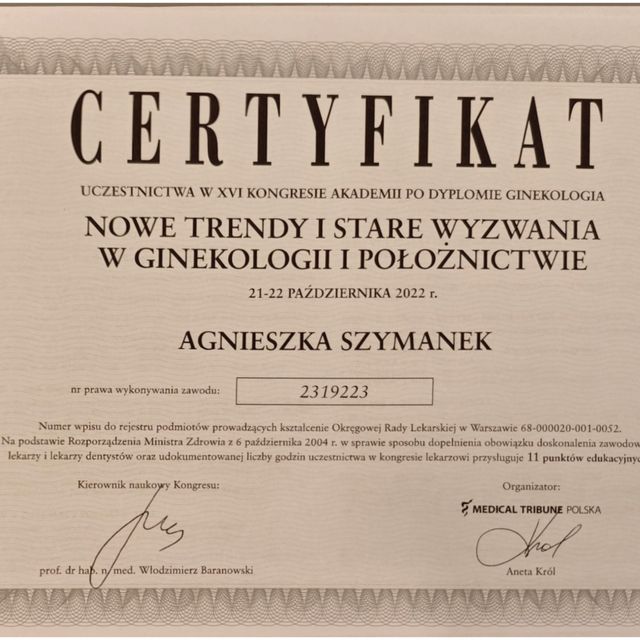 CERTYFIKAT
UCZESTNICTWA W XVI KONGRESIE AKADEMII PO DYPLOMIE GINEKOLOGIA
NOWE TRENDY I STARE WYZWANIA
W GINEKOLOGII I POŁOŻNICTWIE
21-22 PAŹDZIERNIKA 2022 r.
AGNIESZKA SZYMANEK
nr prawa wykonywania zawodu: 2319223
Numer wpisu do rejestru podmiotów prowadzących kształcenie Okręgowej Rady Lekarskiej w Warszawie 68-000020-001-0052.
Na podstawie Rozporządzenia Ministra Zdrowia z 6 października 2004 r. w sprawie sposobu dopełnienia obowiązku doskonalenia zawodow
lekarzy i lekarzy dentystów oraz udokumentowanej liczby godzin uczestnictwa w kongresie lekarzowi przysługuje 11 punktów edukacyjnyc
Kierownik naukowy Kongresu: Organizator:
MEDICAL TRIBUNE POLSKA
prof. dr hab. n. med. Włodzimierz Baranowski Aneta Król